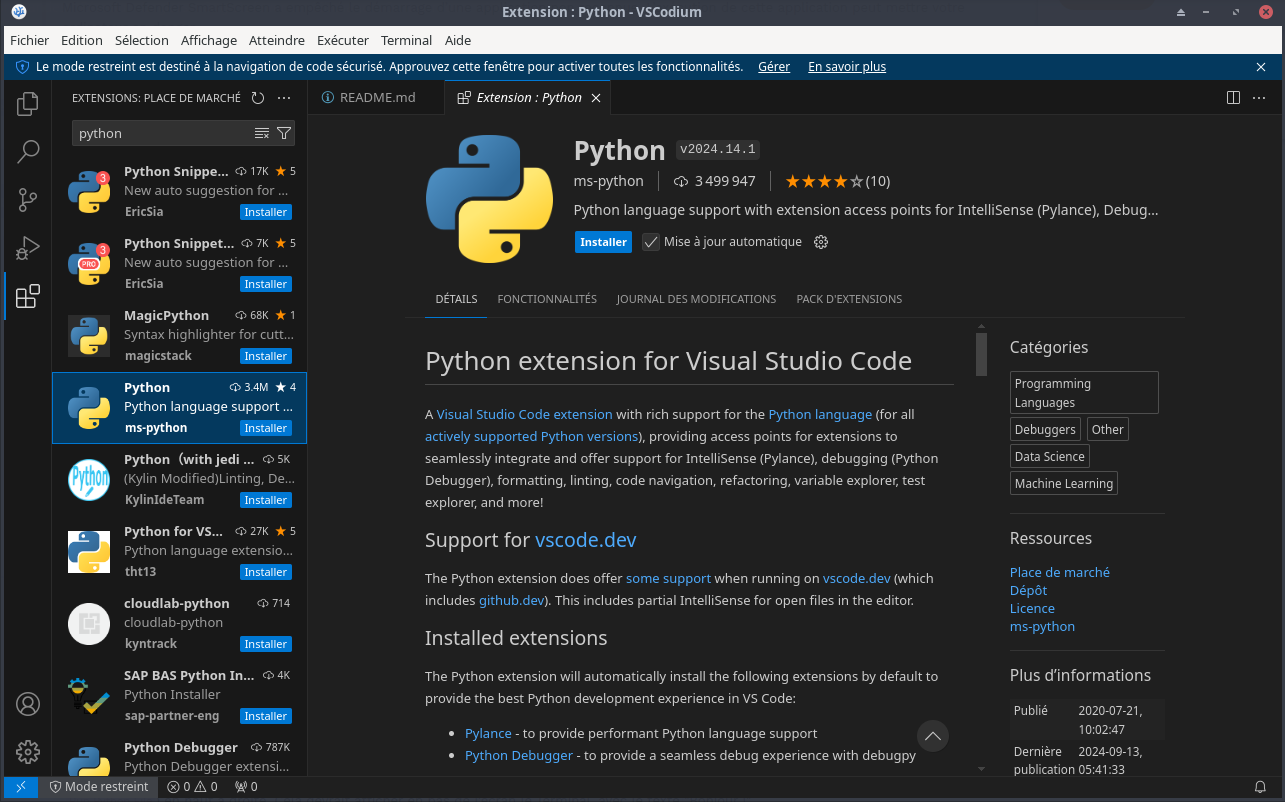 Extension : Python - VSCodium
Fichier Edition Sélection Affichage Atteindre Exécuter Terminal Aide
Le mode restreint est destiné à la navigation de code sécurisé. Approuvez cette fenêtre pour activer toutes les fonctionnalités. Gérer En savoir plus
EXTENSIONS: PLACE DE MARCHÉ
python
Python Snippe... 17K 5
New auto suggestion for ...
EricSia Installer
3
Python Snippet... 7K 5
New auto suggestion for ...
EricSia Installer
3
PRO
MagicPython 68K 1
Syntax highlighter for cutt...
magicstack Installer
Python 3.4M 4
Python language support ...
ms-python Installer
Python（with jedi ... 5K
(Kylin Modified)Linting, De...
KylinIdeTeam Installer
Python
Python for VS... 27K 5
Python language extensio...
tht13 Installer
cloudlab-python 714
cloudlab-python
kyntrack Installer
SAP BAS Python In... 4K
Python Installer
sap-partner-eng Installer
Python Debugger 787K
Python Debugger extensi...
README.md
Extension : Python
Python v2024.14.1
ms-python 3 499 947 (10)
Python language support with extension access points for IntelliSense (Pylance), Debug...
Installer Mise à jour automatique
DÉTAILS FONCTIONNALITÉS JOURNAL DES MODIFICATIONS PACK D'EXTENSIONS
Python extension for Visual Studio Code
A Visual Studio Code extension with rich support for the Python language (for all
actively supported Python versions), providing access points for extensions to
seamlessly integrate and offer support for IntelliSense (Pylance), debugging (Python
Debugger), formatting, linting, code navigation, refactoring, variable explorer, test
explorer, and more!
Support for vscode.dev
The Python extension does offer some support when running on vscode.dev (which
includes github.dev). This includes partial IntelliSense for open files in the editor.
Installed extensions
The Python extension will automatically install the following extensions by default to
provide the best Python development experience in VS Code:
• Pylance - to provide performant Python language support
• Python Debugger - to provide a seamless debug experience with debugpy
Catégories
Programming
Languages
Debuggers Other
Data Science
Machine Learning
Ressources
Place de marché
Dépôt
Licence
ms-python
Plus d’informations
Publié 2020-07-21,
10:02:47
Dernière 2024-09-13,
publication 05:41:33
Mode restreint 0 0 0